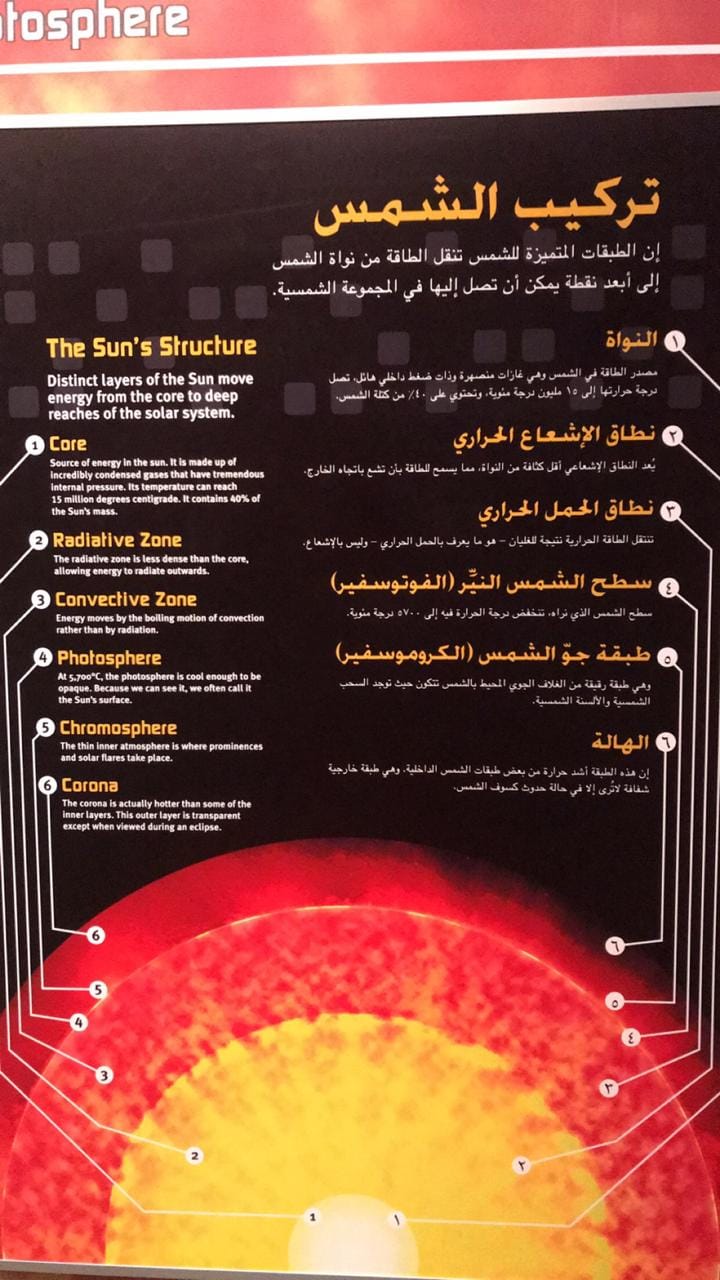 tosphere
تركيب الشمس
إن الطبقات المتميزة للشمس تنقل الطاقة من نواة الشمس
إلى أبعد نقطة يمكن أن تصل إليها في المجموعة الشمسية.
The Sun's Structure
Distinct layers of the Sun move
energy from the core to deep
reaches of the solar system.
1 Core
Source of energy in the sun. It is made up of
incredibly condensed gases that have tremendous
internal pressure. Its temperature can reach
15 million degrees centigrade. It contains 40% of
the Sun's mass.
2 Radiative Zone
The radiative zone is less dense than the core,
allowing energy to radiate outwards.
3 Convective Zone
Energy moves by the boiling motion of convection
rather than by radiation.
4 Photosphere
At 5,700°C, the photosphere is cool enough to be
opaque. Because we can see it, we often call it
the Sun's surface.
5 Chromosphere
The thin inner atmosphere is where prominences
and solar flares take place.
6 Corona
The corona is actually hotter than some of the
inner layers. This outer layer is transparent
except when viewed during an eclipse.
١ النواة
مصدر الطاقة في الشمس وهي غازات منصهرة وذات ضغط داخلي هائل، تصل
درجة حرارتها إلى ١٥ مليون درجة مئوية، وتحتوي على ٤٠٪ من كتلة الشمس.
٢ نطاق الإشعاع الحراري
يُعد النطاق الإشعاعي أقل كثافة من النواة، مما يسمح للطاقة بأن تشع باتجاه الخارج.
٣ نطاق الحمل الحراري
تنتقل الطاقة الحرارية نتيجة للغليان - هو ما يعرف بالحمل الحراري - وليس بالإشعاع.
٤ سطح الشمس النيِّر (الفوتوسفير)
سطح الشمس الذي نراه، تنخفض درجة الحرارة فيه إلى ٥٧٠٠ درجة مئوية.
٥ طبقة جوّ الشمس (الكروموسفير)
وهي طبقة رقيقة من الغلاف الجوي المحيط بالشمس تتكون حيث توجد السحب
الشمسية والألسنة الشمسية.
٦ الهالة
إن هذه الطبقة أشد حرارة من بعض طبقات الشمس الداخلية، وهي طبقة خارجية
شفافة لاتُرى إلا في حالة حدوث كسوف الشمس.
6 ٦
5 ٥
4 ٤
3 ٣
2 ٢
1 ١